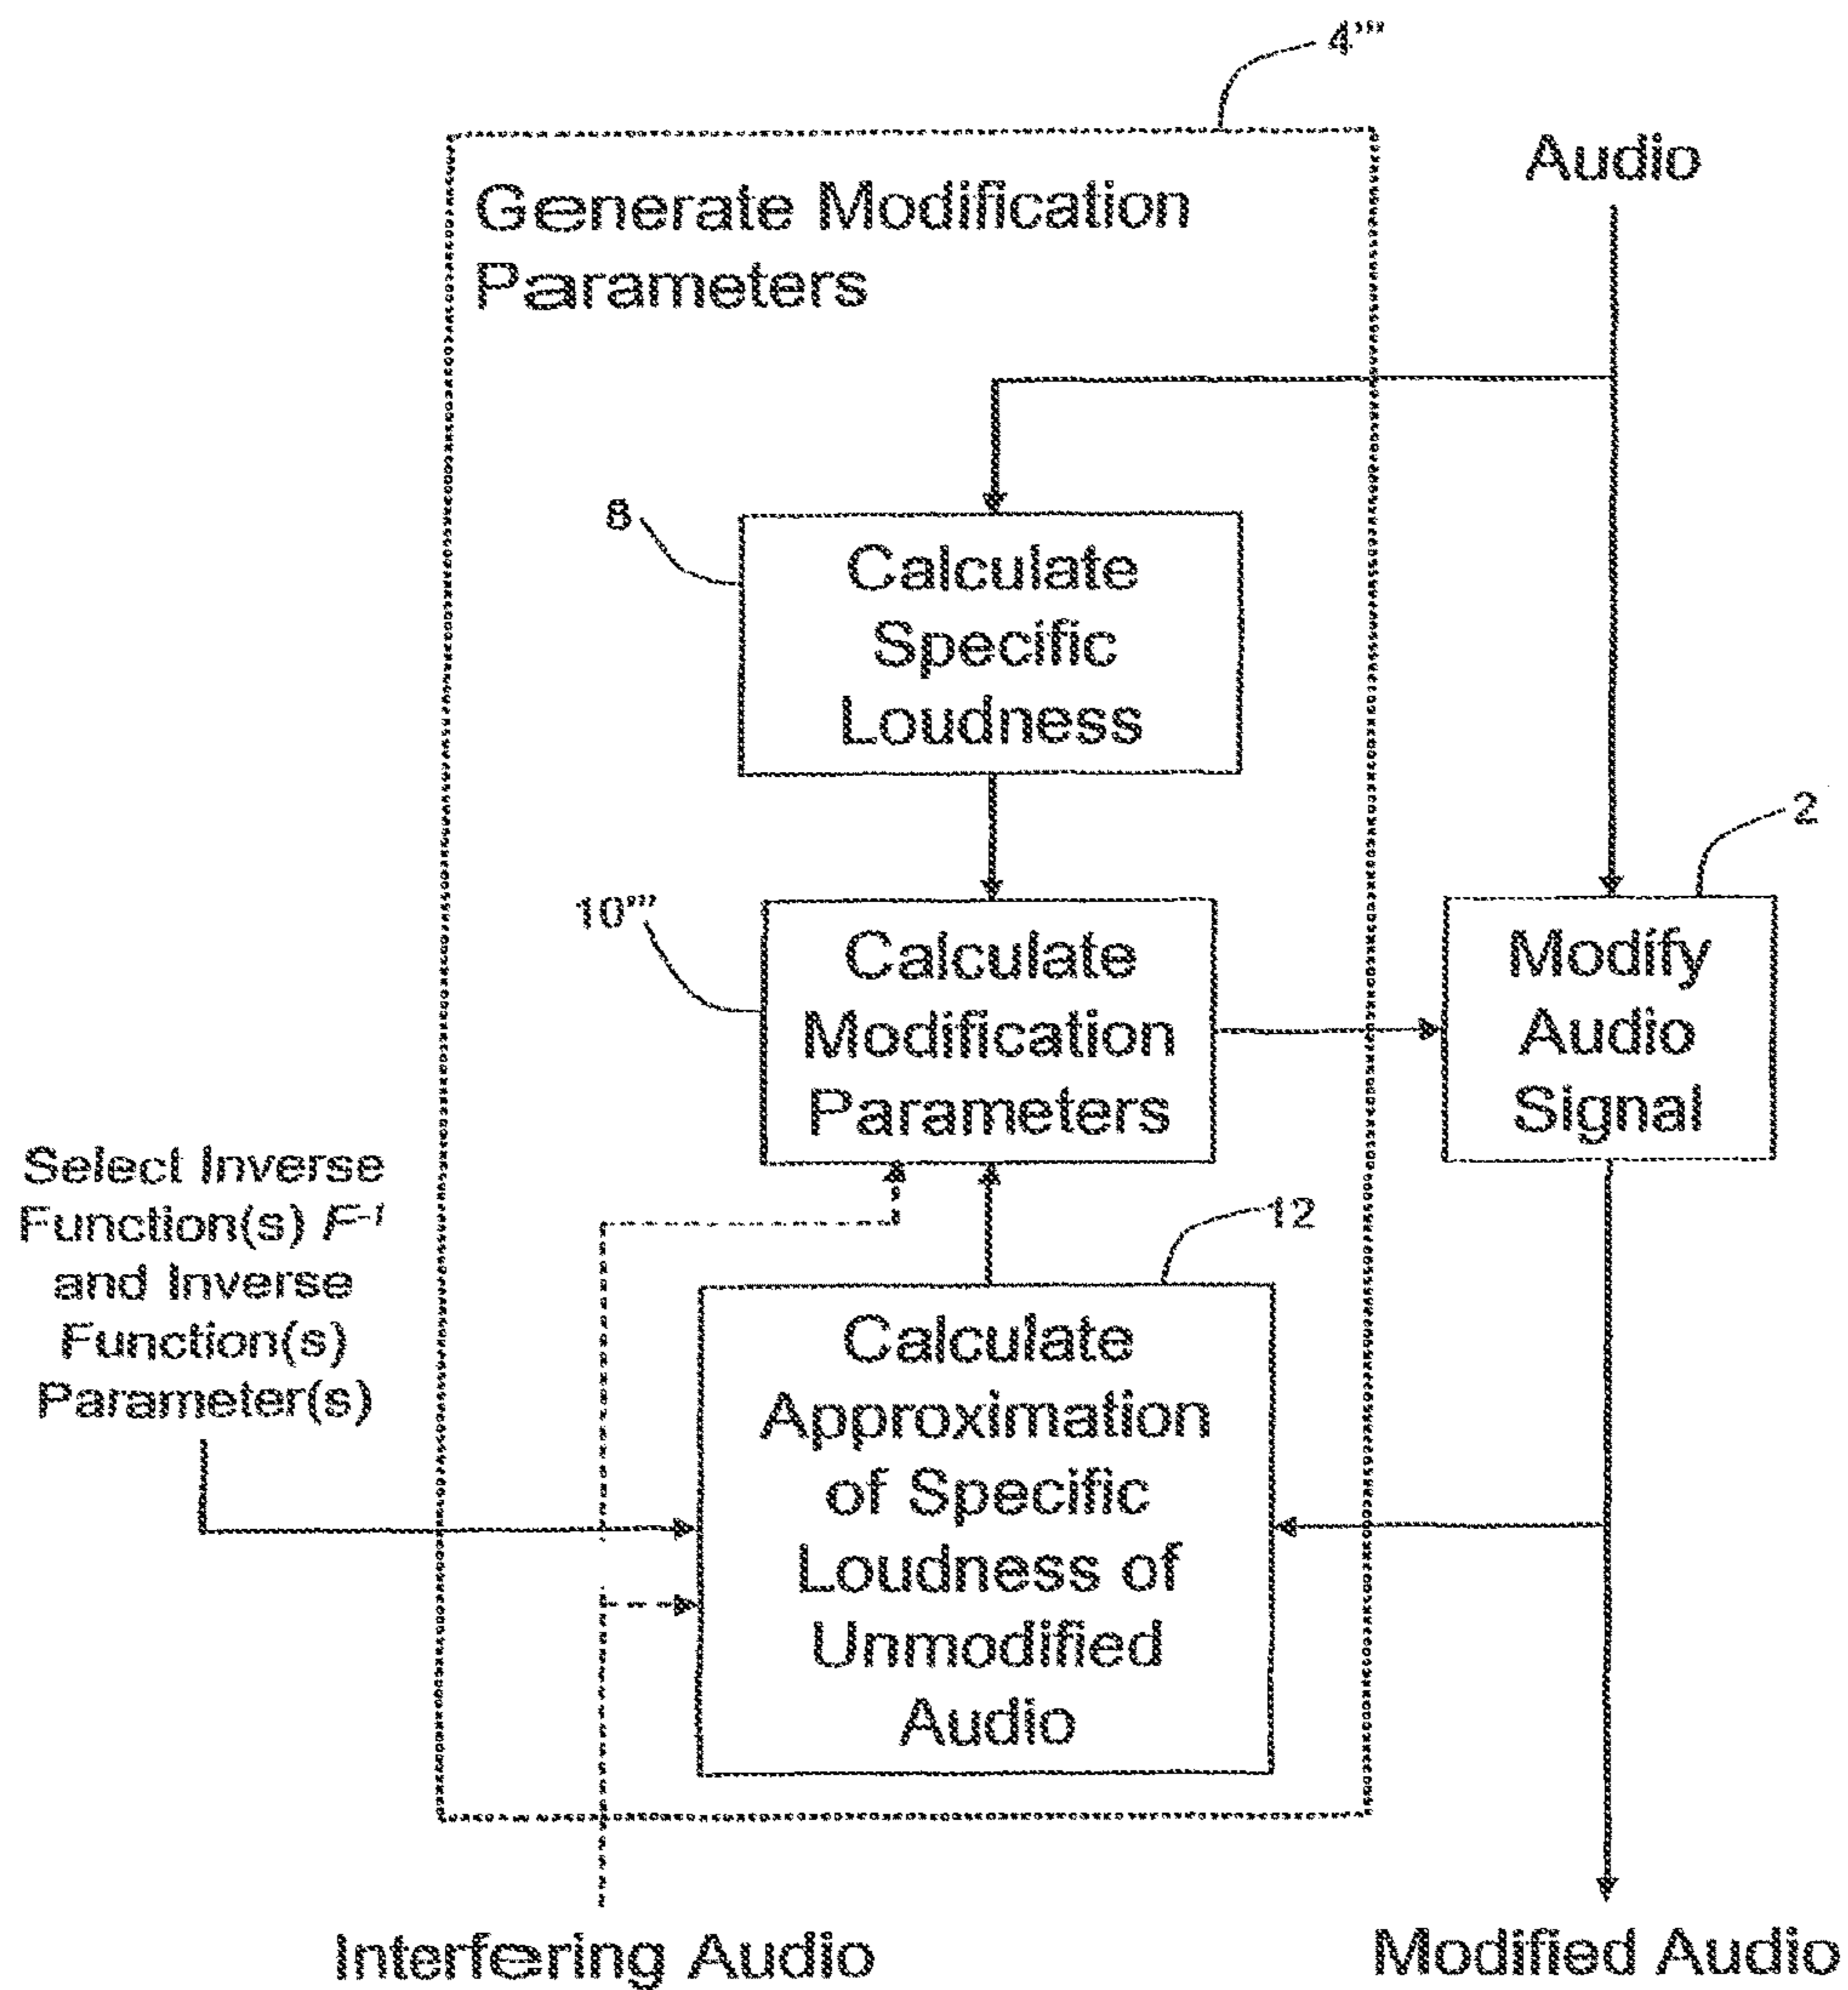 4'''
Audio
Generate Modification
Parameters
8
Calculate
Specific
Loudness
2
10'''
Calculate
Modification
Parameters
Modify
Audio
Signal
Select Inverse
Function(s) F⁻¹
and Inverse
Function(s)
Parameter(s)
12
Calculate
Approximation
of Specific
Loudness of
Unmodified
Audio
Interfering Audio
Modified Audio